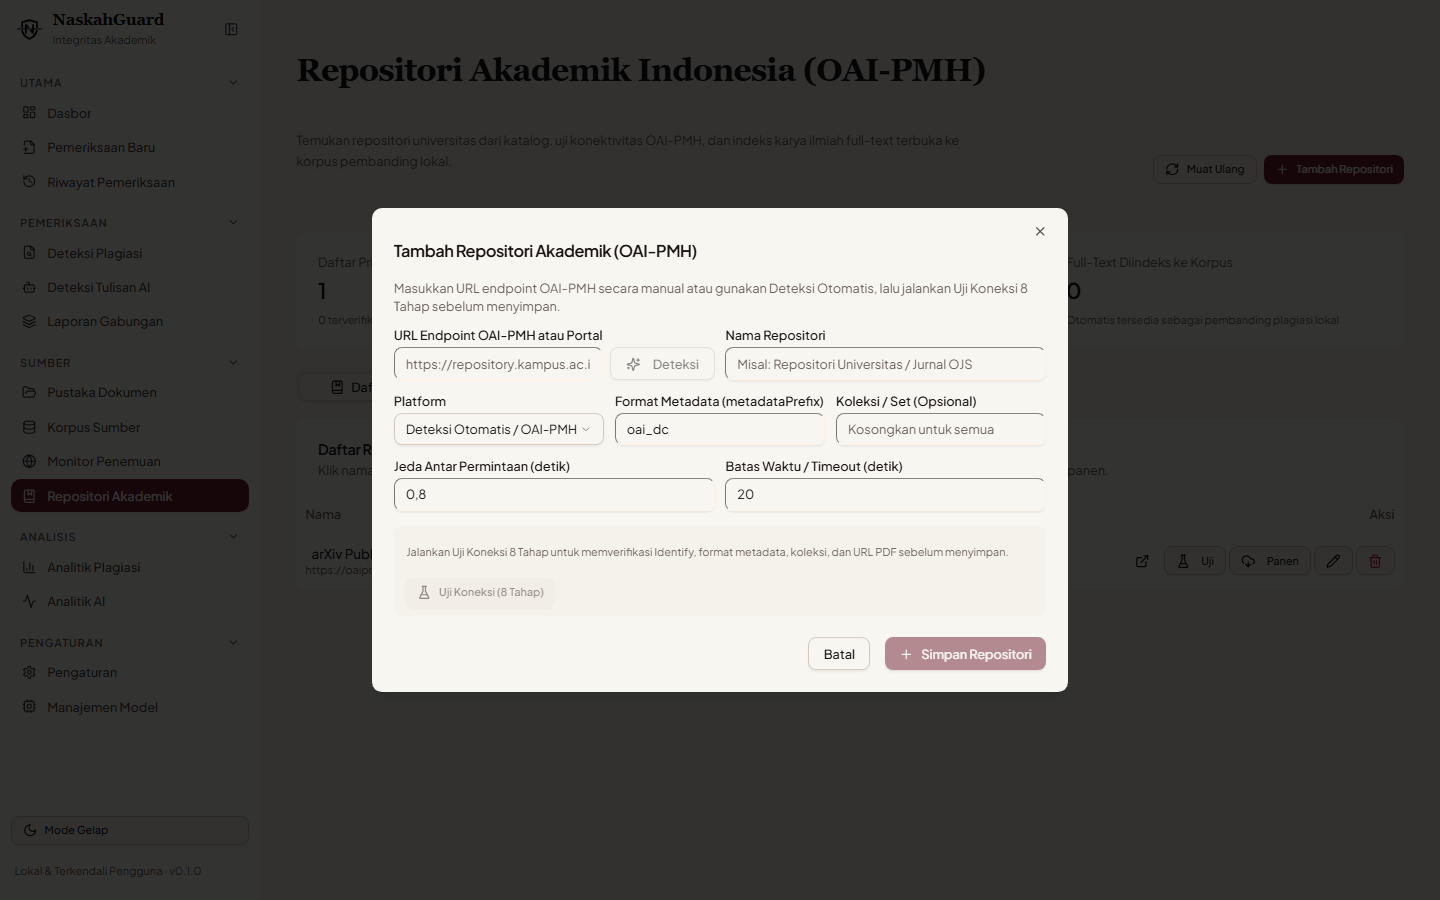 NaskahGuard
Integritas Akademik
UTAMA
Dasbor
Pemeriksaan Baru
Riwayat Pemeriksaan
PEMERIKSAAN
Deteksi Plagiasi
Deteksi Tulisan AI
Laporan Gabungan
SUMBER
Pustaka Dokumen
Korpus Sumber
Monitor Penemuan
Repositori Akademik
ANALISIS
Analitik Plagiasi
Analitik AI
PENGATURAN
Pengaturan
Manajemen Model
Mode Gelap
Lokal & Terkendali Pengguna · v0.1.0
Repositori Akademik Indonesia (OAI-PMH)
Temukan repositori universitas dari katalog, uji konektivitas OAI-PMH, dan indeks karya ilmiah full-text terbuka ke
korpus pembanding lokal.
Muat Ulang
Tambah Repositori
Daftar
1
0
Full-Text Diindeks ke Korpus
0
Otomatis tersedia sebagai pembanding plagiasi lokal
Daftar
Klik nama
panen.
Nama
Aksi
arXiv
Uji
Panen
Tambah Repositori Akademik (OAI-PMH)
Masukkan URL endpoint OAI-PMH secara manual atau gunakan Deteksi Otomatis, lalu jalankan Uji Koneksi 8
Tahap sebelum menyimpan.
URL Endpoint OAI-PMH atau Portal
https://repository.kampus.ac.i
Deteksi
Nama Repositori
Misal: Repositori Universitas / Jurnal OJS
Platform
Deteksi Otomatis / OAI-PMH
Format Metadata (metadataPrefix)
oai_dc
Koleksi / Set (Opsional)
Kosongkan untuk semua
Jeda Antar Permintaan (detik)
0,8
Batas Waktu / Timeout (detik)
20
Jalankan Uji Koneksi 8 Tahap untuk memverifikasi Identify, format metadata, koleksi, dan URL PDF sebelum menyimpan.
Uji Koneksi (8 Tahap)
Batal
Simpan Repositori